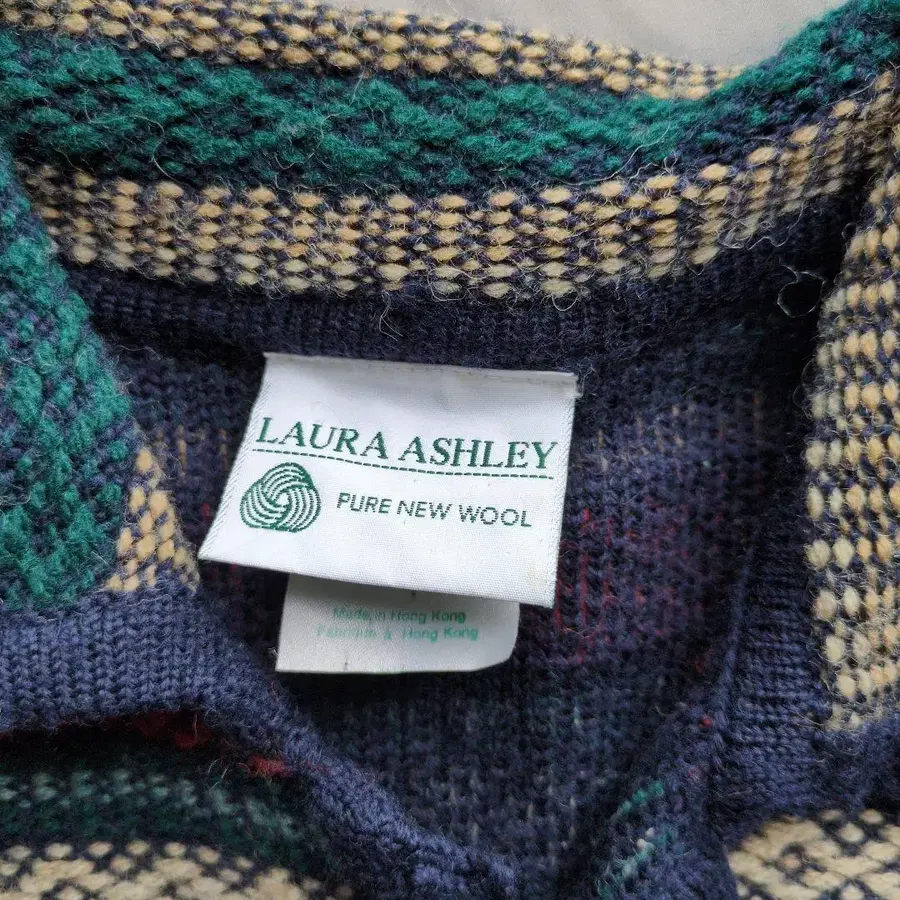 LAURA ASHLEY
PURE NEW WOOL
Made in Hong Kong
Fabriqué à Hong Kong